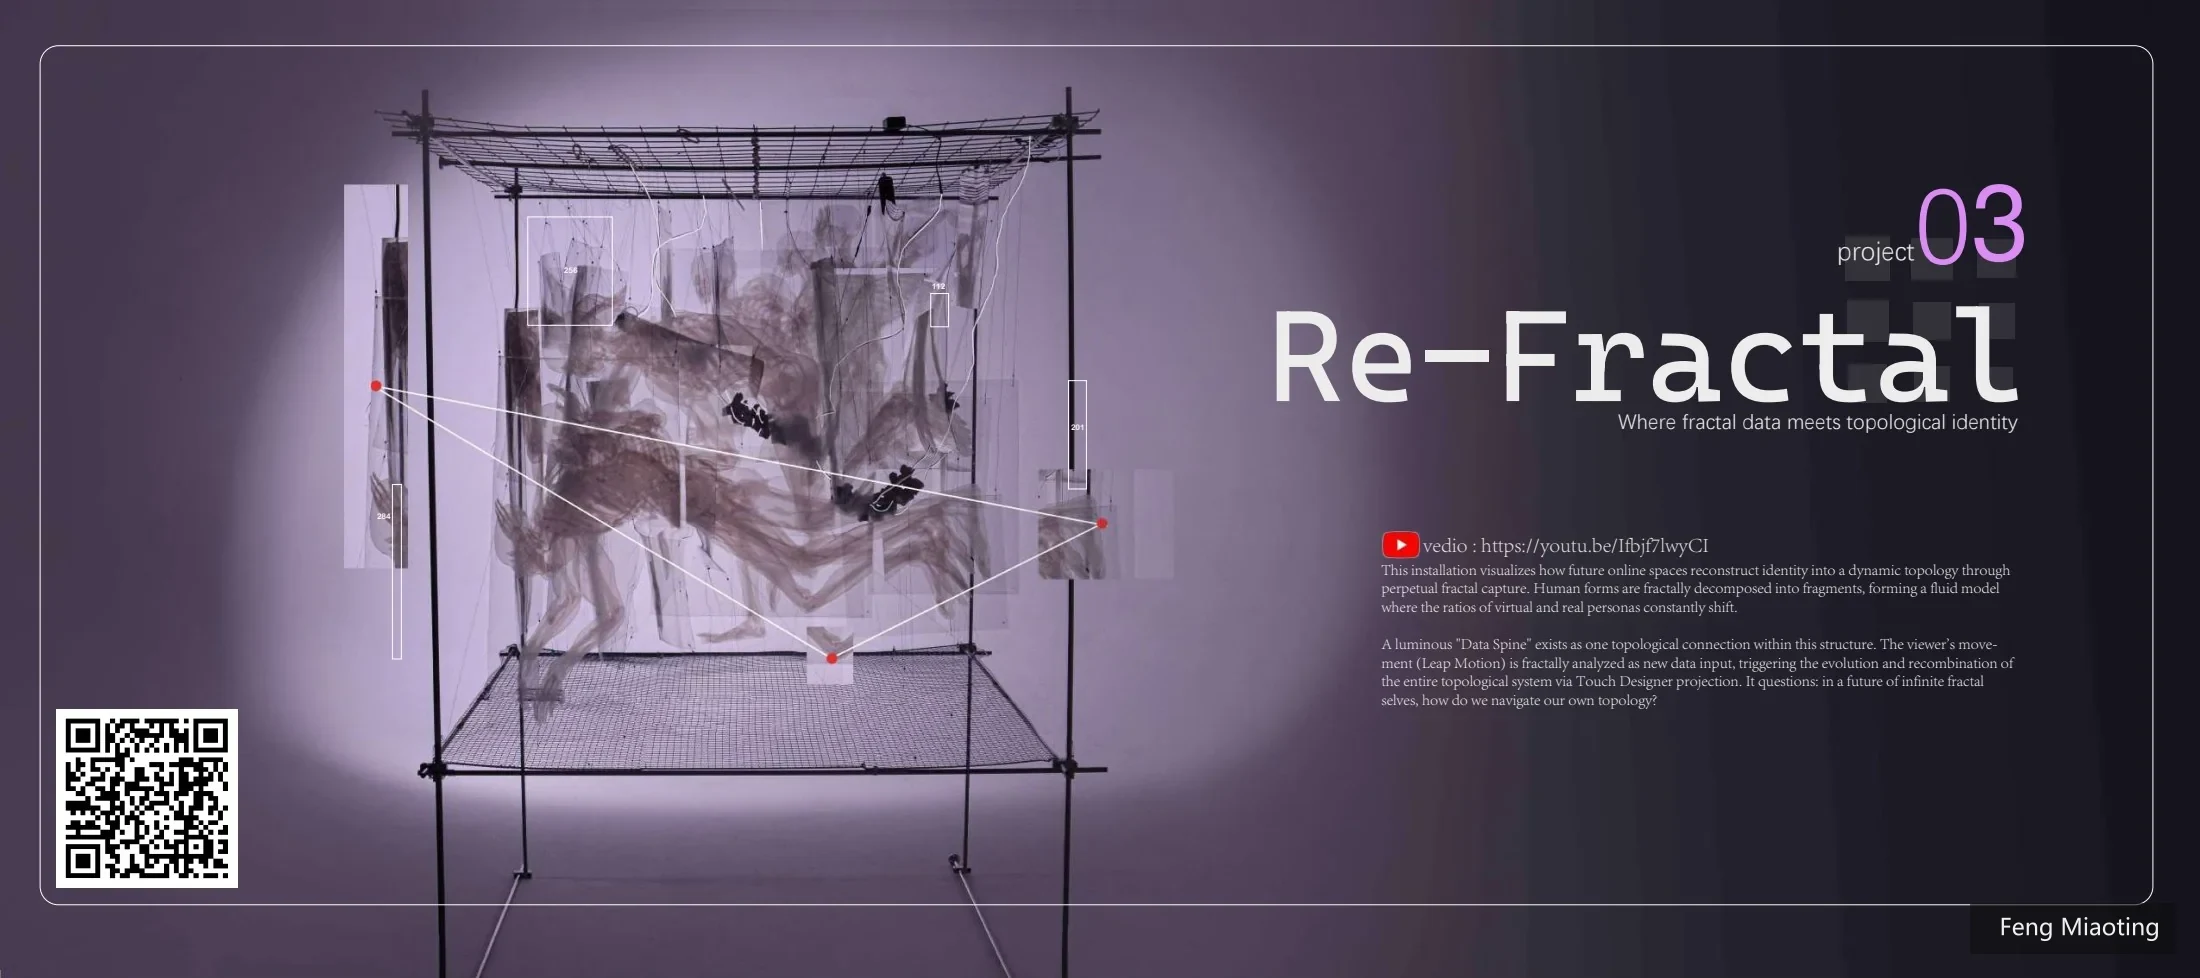 project 03
Re-Fractal
Where fractal data meets topological identity
vedio : https://youtu.be/Ifbjf7lwyCI
This installation visualizes how future online spaces reconstruct identity into a dynamic topology through
perpetual fractal capture. Human forms are fractally decomposed into fragments, forming a fluid model
where the ratios of virtual and real personas constantly shift.
A luminous "Data Spine" exists as one topological connection within this structure. The viewer's move-
ment (Leap Motion) is fractally analyzed as new data input, triggering the evolution and recombination of
the entire topological system via Touch Designer projection. It questions: in a future of infinite fractal
selves, how do we navigate our own topology?
256
112
201
284
Feng Miaoting